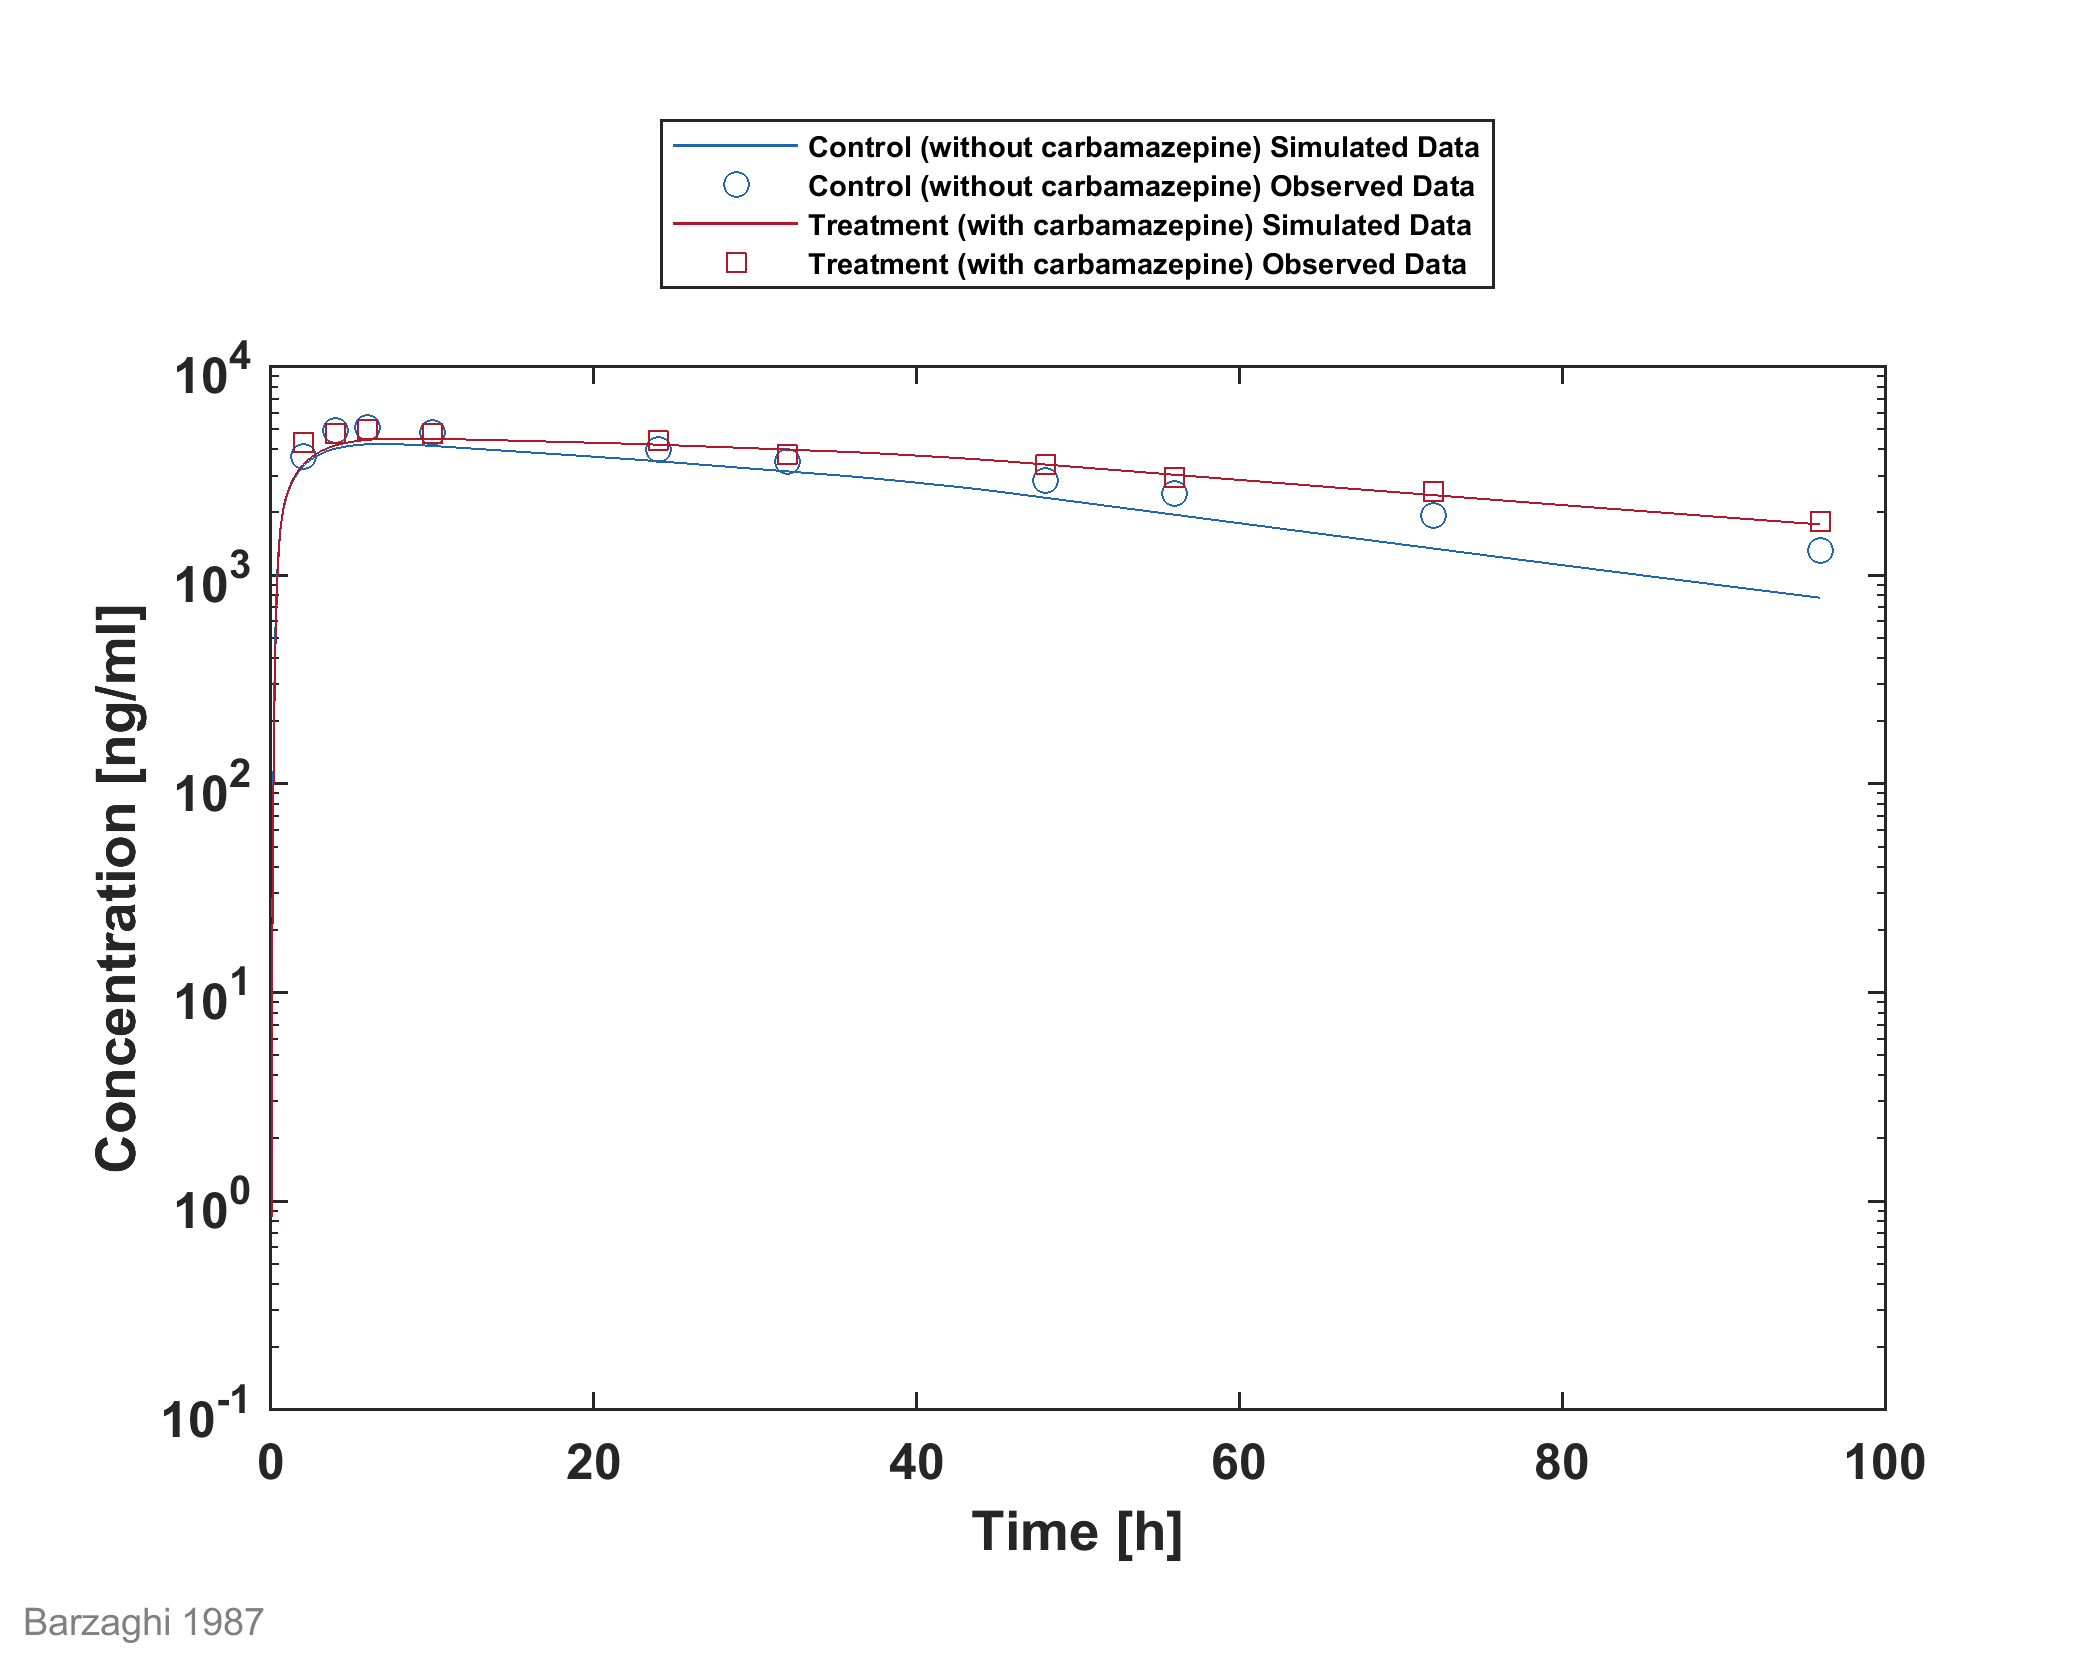 Control (without carbamazepine) Simulated Data
Control (without carbamazepine) Observed Data
Treatment (with carbamazepine) Simulated Data
Treatment (with carbamazepine) Observed Data
10^4
10^3
10^2
10^1
10^0
10^-1
Concentration [ng/ml]
0 20 40 60 80 100
Time [h]
Barzaghi 1987